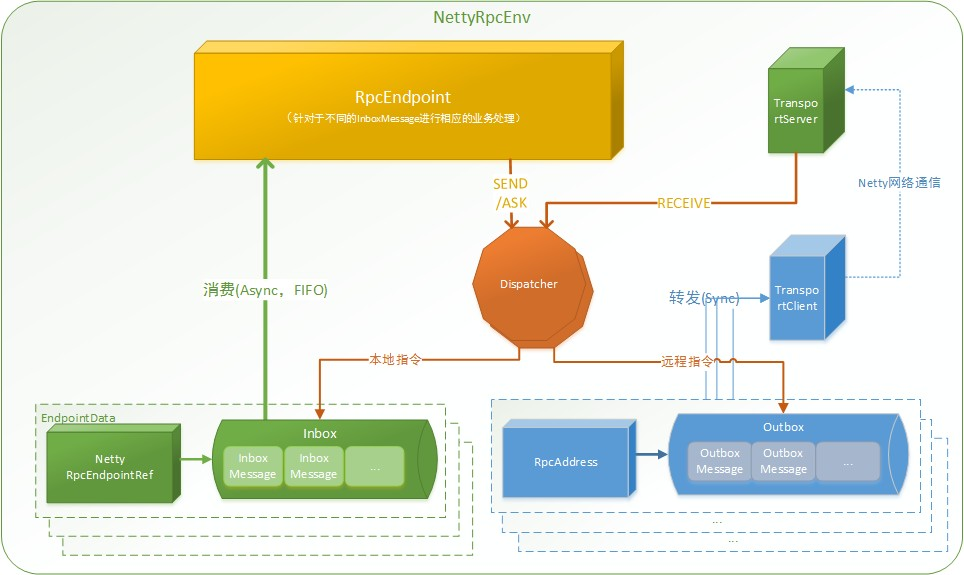 NettyRpcEnv
RpcEndpoint
（针对于不同的InboxMessage进行相应的业务处理）
Transpo
rtServer
SEND
/ASK
RECEIVE
Netty网络通信
Dispatcher
消费(Async，FIFO)
转发(Sync)
Transpo
rtClient
本地指令
远程指令
EndpointData
Netty
RpcEndpointRef
Inbox
Inbox
Message
Inbox
Message
...
RpcAddress
Outbox
Outbox
Message
Outbox
Message
...
...
...